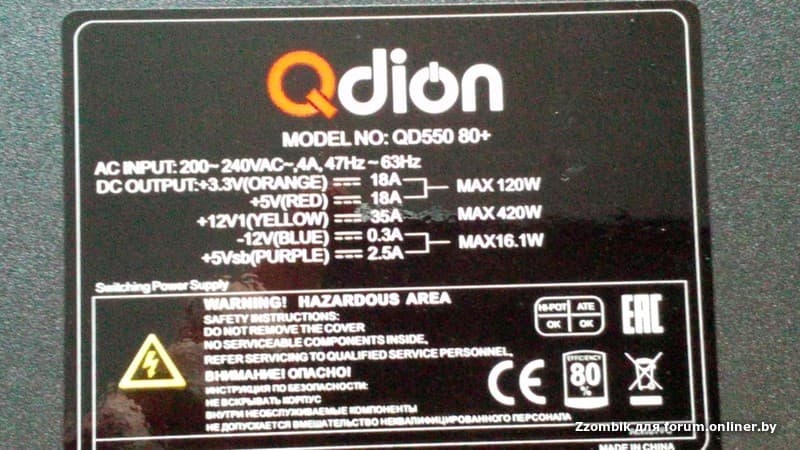 Qdion
MODEL NO: QD550 80+
AC INPUT: 200~ 240VAC~,4A, 47Hz ~ 63Hz
DC OUTPUT:+3.3V(ORANGE) 18A MAX 120W
+5V(RED) 18A
+12V1(YELLOW) 35A MAX 420W
-12V(BLUE) 0.3A MAX16.1W
+5Vsb(PURPLE) 2.5A
Switching Power Supply
WARNING! HAZARDOUS AREA
SAFETY INSTRUCTIONS:
DO NOT REMOVE THE COVER
NO SERVICEABLE COMPONENTS INSIDE,
REFER SERVICING TO QUALIFIED SERVICE PERSONNEL,
ВНИМАНИЕ! ОПАСНО!
ИНСТРУКЦИЯ ПО БЕЗОПАСНОСТИ:
НЕ ВСКРЫВАТЬ КОРПУС
ВНУТРИ НЕОБСЛУЖИВАЕМЫЕ КОМПОНЕНТЫ
НЕ ДОПУСКАЕТСЯ ВМЕШАТЕЛЬСТВО НЕКВАЛИФИЦИРОВАННОГО ПЕРСОНАЛА
HI-POT ATE
OK OK
EAC
CE
EFFICIENCY
80
%
MADE IN CHINA
Zzombik для forum.onliner.by